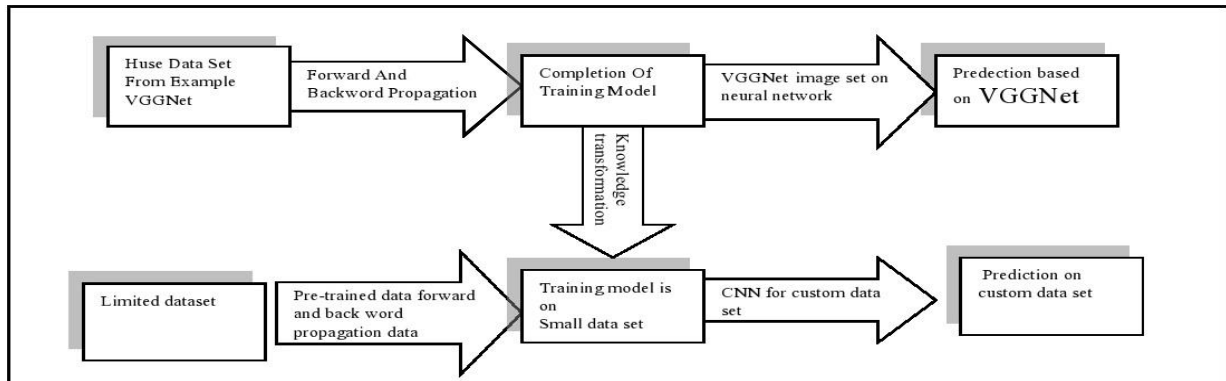 Huse Data Set
From Example
VGGNet
Forward And
Backword Propagation
Completion Of
Training Model
VGGNet image set on
neural network
Predection based
on VGGNet
Knowledge
transformation
Limited dataset
Pre-trained data forward
and back word
propagation data
Training model is
on
Small data set
CNN for custom data
set
Prediction on
custom data set